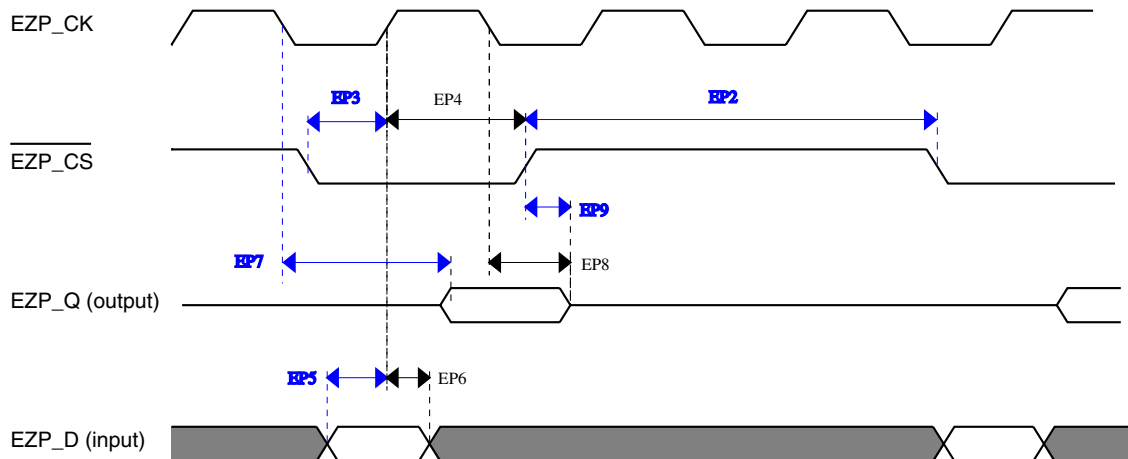 EZP_CK
EP3
EP4
EP2
EZP_CS
EP9
EP7
EP8
EZP_Q (output)
EP5
EP6
EZP_D (input)